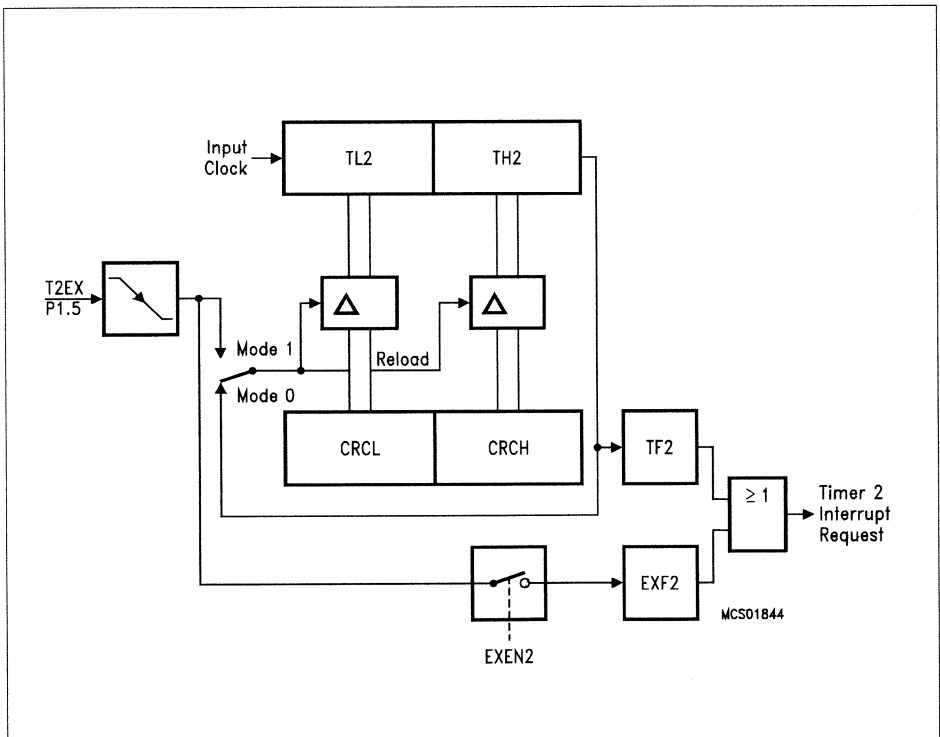 Input
Clock
TL2
TH2
T2EX
P1.5
Mode 1
Reload
Mode 0
CRCL
CRCH
TF2
≥ 1
Timer 2
Interrupt
Request
EXF2
MCS01844
EXEN2